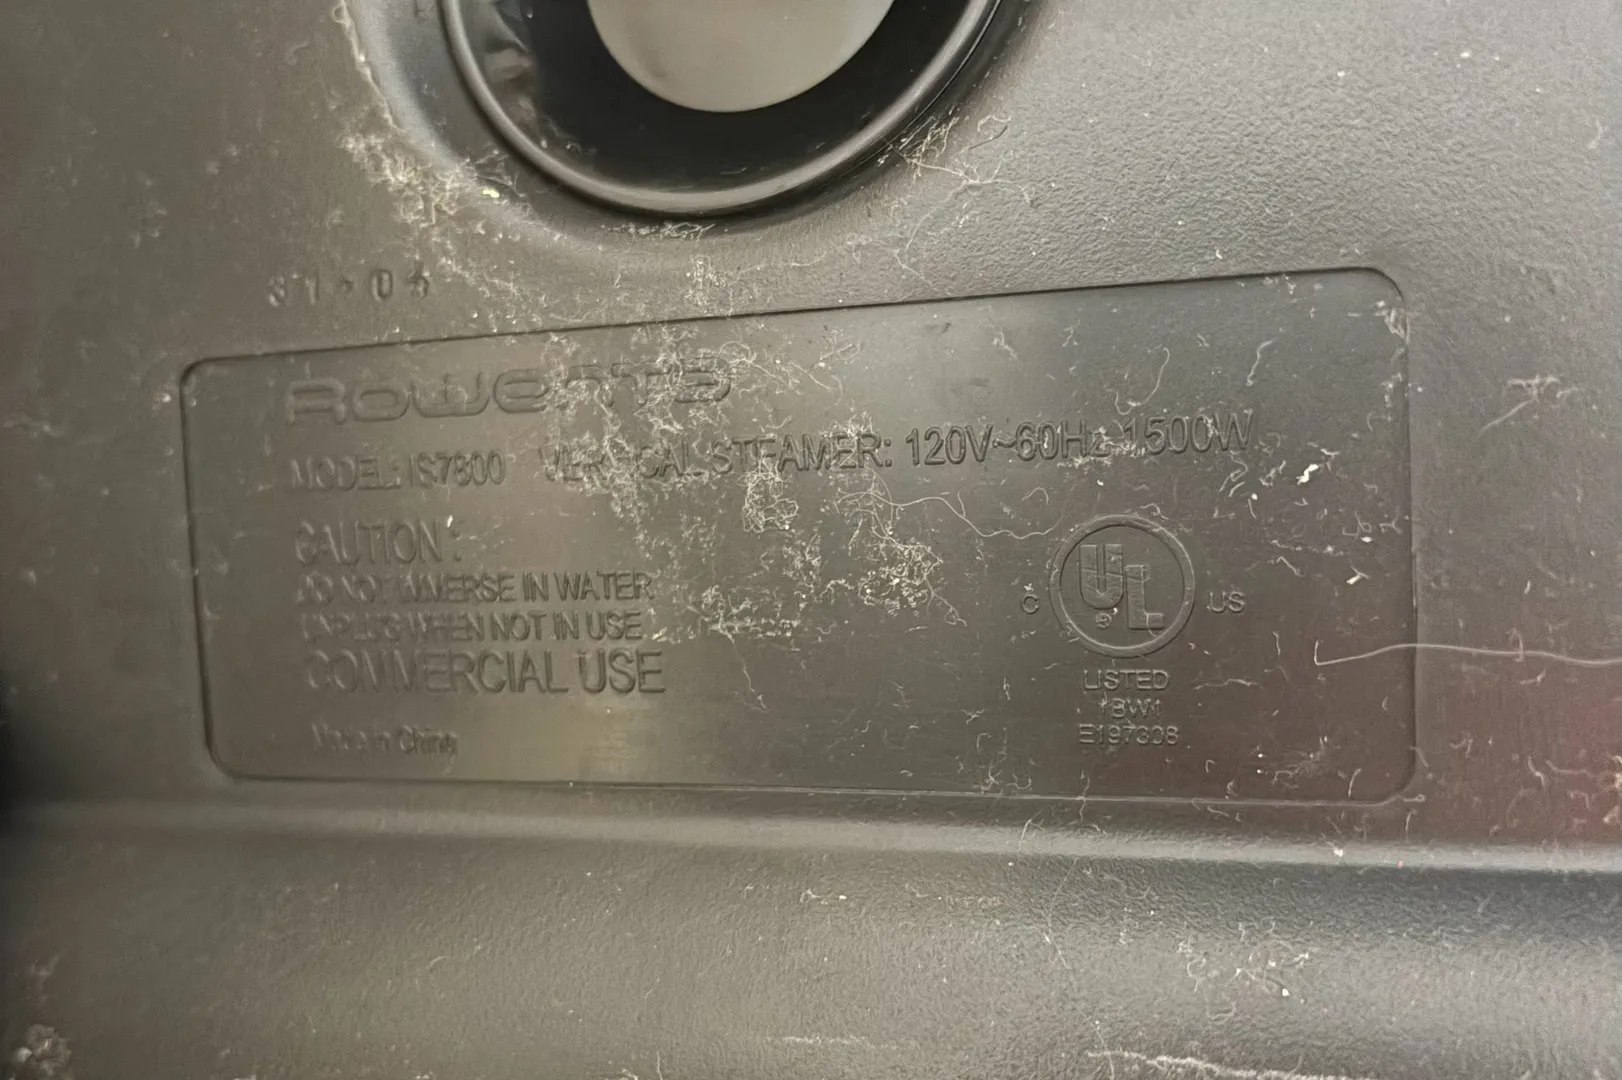 Rowenta
MODEL: IS7800 VERTICAL STEAMER: 120V~60Hz 1500W
CAUTION :
DO NOT IMMERSE IN WATER
UNPLUG WHEN NOT IN USE
COMMERCIAL USE
Made in China
C UL US
®
LISTED
1BW1
E197308